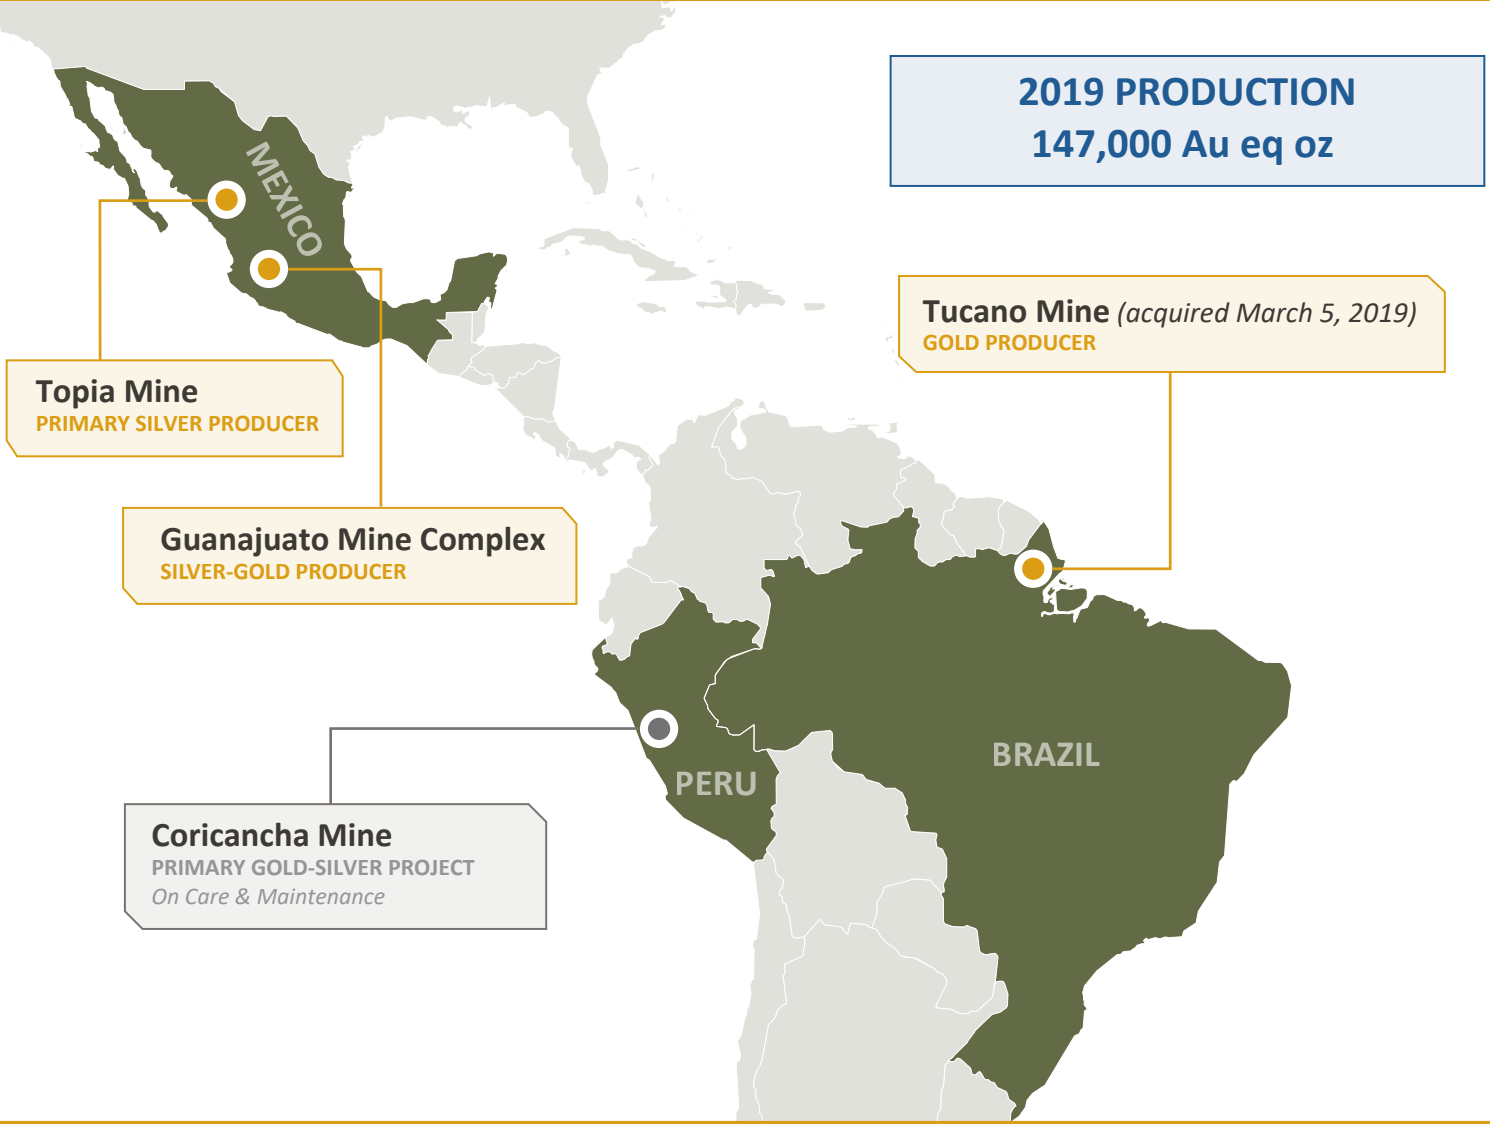 2019 PRODUCTION
147,000 Au eq oz
MEXICO
Tucano Mine (acquired March 5, 2019)
GOLD PRODUCER
Topia Mine
PRIMARY SILVER PRODUCER
Guanajuato Mine Complex
SILVER-GOLD PRODUCER
BRAZIL
PERU
Coricancha Mine
PRIMARY GOLD-SILVER PROJECT
On Care & Maintenance